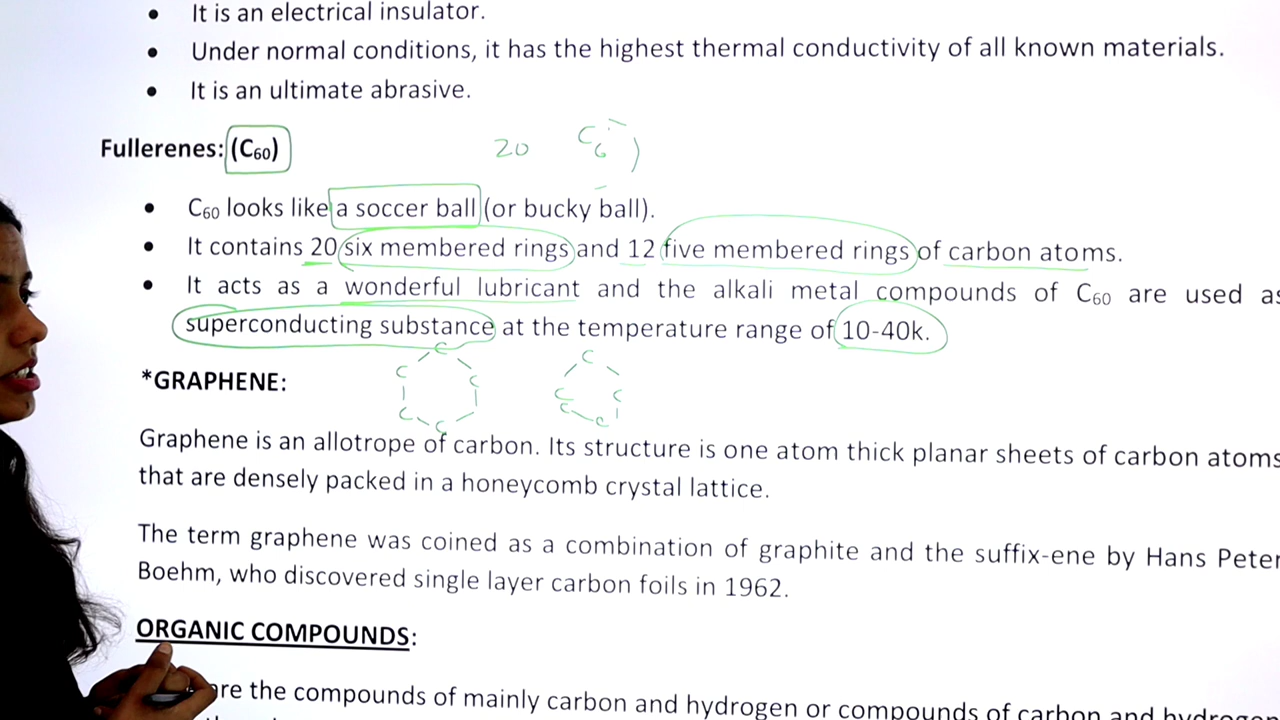 • It is an electrical insulator.
• Under normal conditions, it has the highest thermal conductivity of all known materials.
• It is an ultimate abrasive.
Fullerenes: (C₆₀)
20 C₆
• C₆₀ looks like a soccer ball (or bucky ball).
• It contains 20 six membered rings and 12 five membered rings of carbon atoms.
• It acts as a wonderful lubricant and the alkali metal compounds of C₆₀ are used as
superconducting substance at the temperature range of 10-40k.
C C C C C C
C C C C C
*GRAPHENE:
Graphene is an allotrope of carbon. Its structure is one atom thick planar sheets of carbon atoms
that are densely packed in a honeycomb crystal lattice.
The term graphene was coined as a combination of graphite and the suffix-ene by Hans Peter
Boehm, who discovered single layer carbon foils in 1962.
ORGANIC COMPOUNDS:
are the compounds of mainly carbon and hydrogen or compounds of carbon and hydrogen